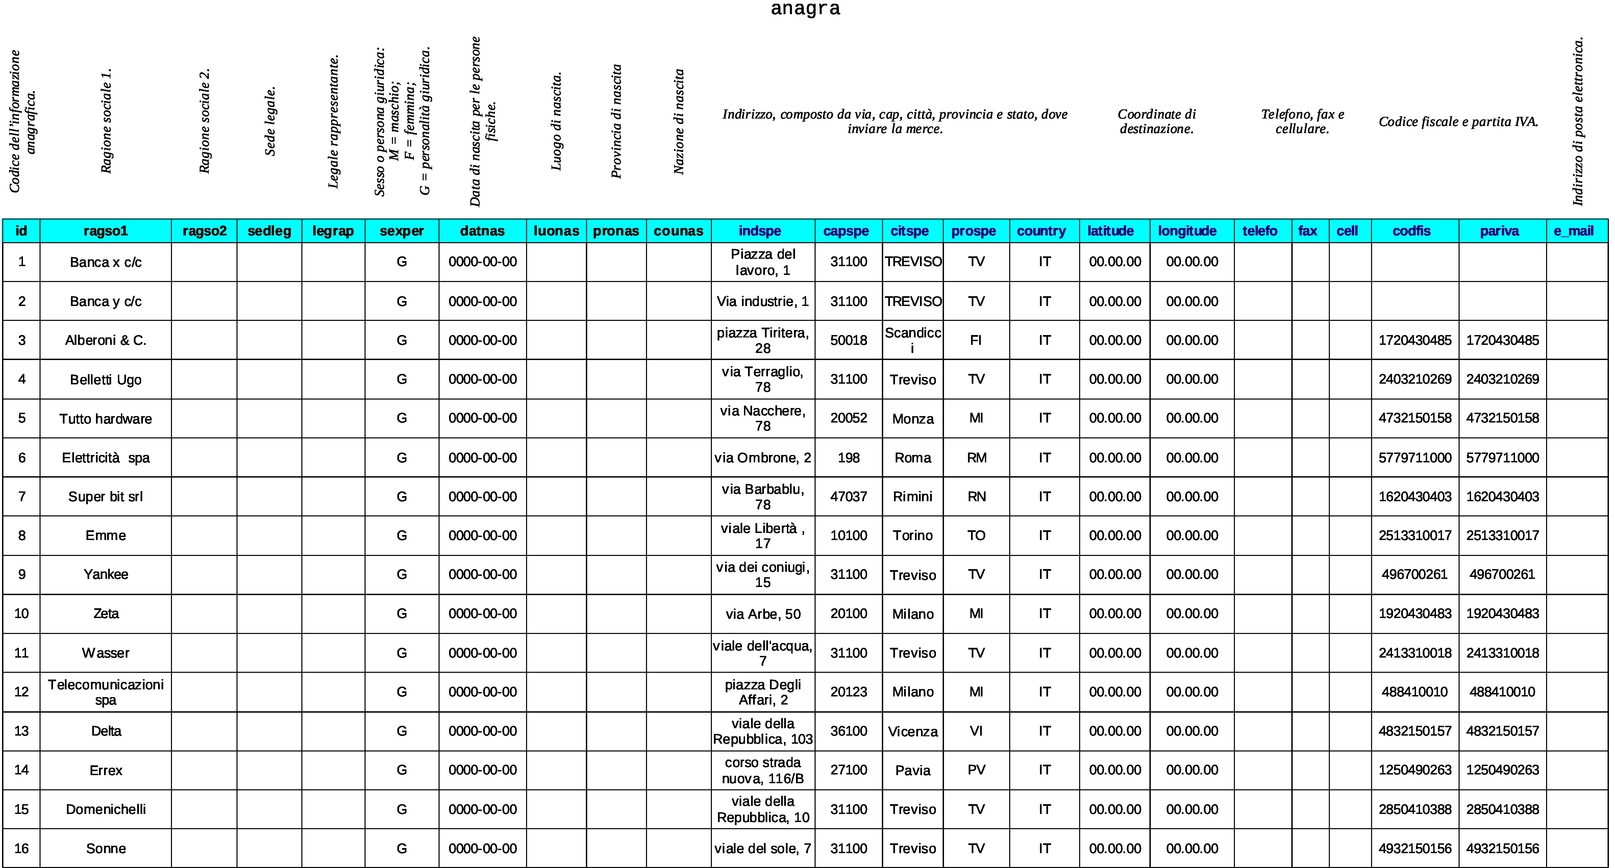 anagra
Codice dell'informazione
anagrafica.
Ragione sociale 1.
Ragione sociale 2.
Sede legale.
Legale rappresentante.
Sesso o persona giuridica:
M = maschio;
F = femmina;
G = personalità giuridica.
Data di nascita per le persone
fisiche.
Luogo di nascita.
Provincia di nascita
Nazione di nascita
Indirizzo, composto da via, cap, città, provincia e stato, dove
inviare la merce.
Coordinate di
destinazione.
Telefono, fax e
cellulare.
Codice fiscale e partita IVA.
Indirizzo di posta elettronica.
id ragso1 ragso2 sedleg legrap sexper datnas luonas pronas counas indspe capspe citspe prospe country latitude longitude telefo fax cell codfis pariva e_mail
1 Banca x c/c G 0000-00-00 Piazza del
lavoro, 1 31100 TREVISO TV IT 00.00.00 00.00.00
2 Banca y c/c G 0000-00-00 Via industrie, 1 31100 TREVISO TV IT 00.00.00 00.00.00
3 Alberoni & C. G 0000-00-00 piazza Tiritera,
28 50018 Scandicc
i FI IT 00.00.00 00.00.00 1720430485 1720430485
4 Belletti Ugo G 0000-00-00 via Terraglio,
78 31100 Treviso TV IT 00.00.00 00.00.00 2403210269 2403210269
5 Tutto hardware G 0000-00-00 via Nacchere,
78 20052 Monza MI IT 00.00.00 00.00.00 4732150158 4732150158
6 Elettricità spa G 0000-00-00 via Ombrone, 2 198 Roma RM IT 00.00.00 00.00.00 5779711000 5779711000
7 Super bit srl G 0000-00-00 via Barbablu,
78 47037 Rimini RN IT 00.00.00 00.00.00 1620430403 1620430403
8 Emme G 0000-00-00 viale Libertà ,
17 10100 Torino TO IT 00.00.00 00.00.00 2513310017 2513310017
9 Yankee G 0000-00-00 via dei coniugi,
15 31100 Treviso TV IT 00.00.00 00.00.00 496700261 496700261
10 Zeta G 0000-00-00 via Arbe, 50 20100 Milano MI IT 00.00.00 00.00.00 1920430483 1920430483
11 Wasser G 0000-00-00 viale dell'acqua,
7 31100 Treviso TV IT 00.00.00 00.00.00 2413310018 2413310018
12 Telecomunicazioni
spa G 0000-00-00 piazza Degli
Affari, 2 20123 Milano MI IT 00.00.00 00.00.00 488410010 488410010
13 Delta G 0000-00-00 viale della
Repubblica, 103 36100 Vicenza VI IT 00.00.00 00.00.00 4832150157 4832150157
14 Errex G 0000-00-00 corso strada
nuova, 116/B 27100 Pavia PV IT 00.00.00 00.00.00 1250490263 1250490263
15 Domenichelli G 0000-00-00 viale della
Repubblica, 10 31100 Treviso TV IT 00.00.00 00.00.00 2850410388 2850410388
16 Sonne G 0000-00-00 viale del sole, 7 31100 Treviso TV IT 00.00.00 00.00.00 4932150156 4932150156